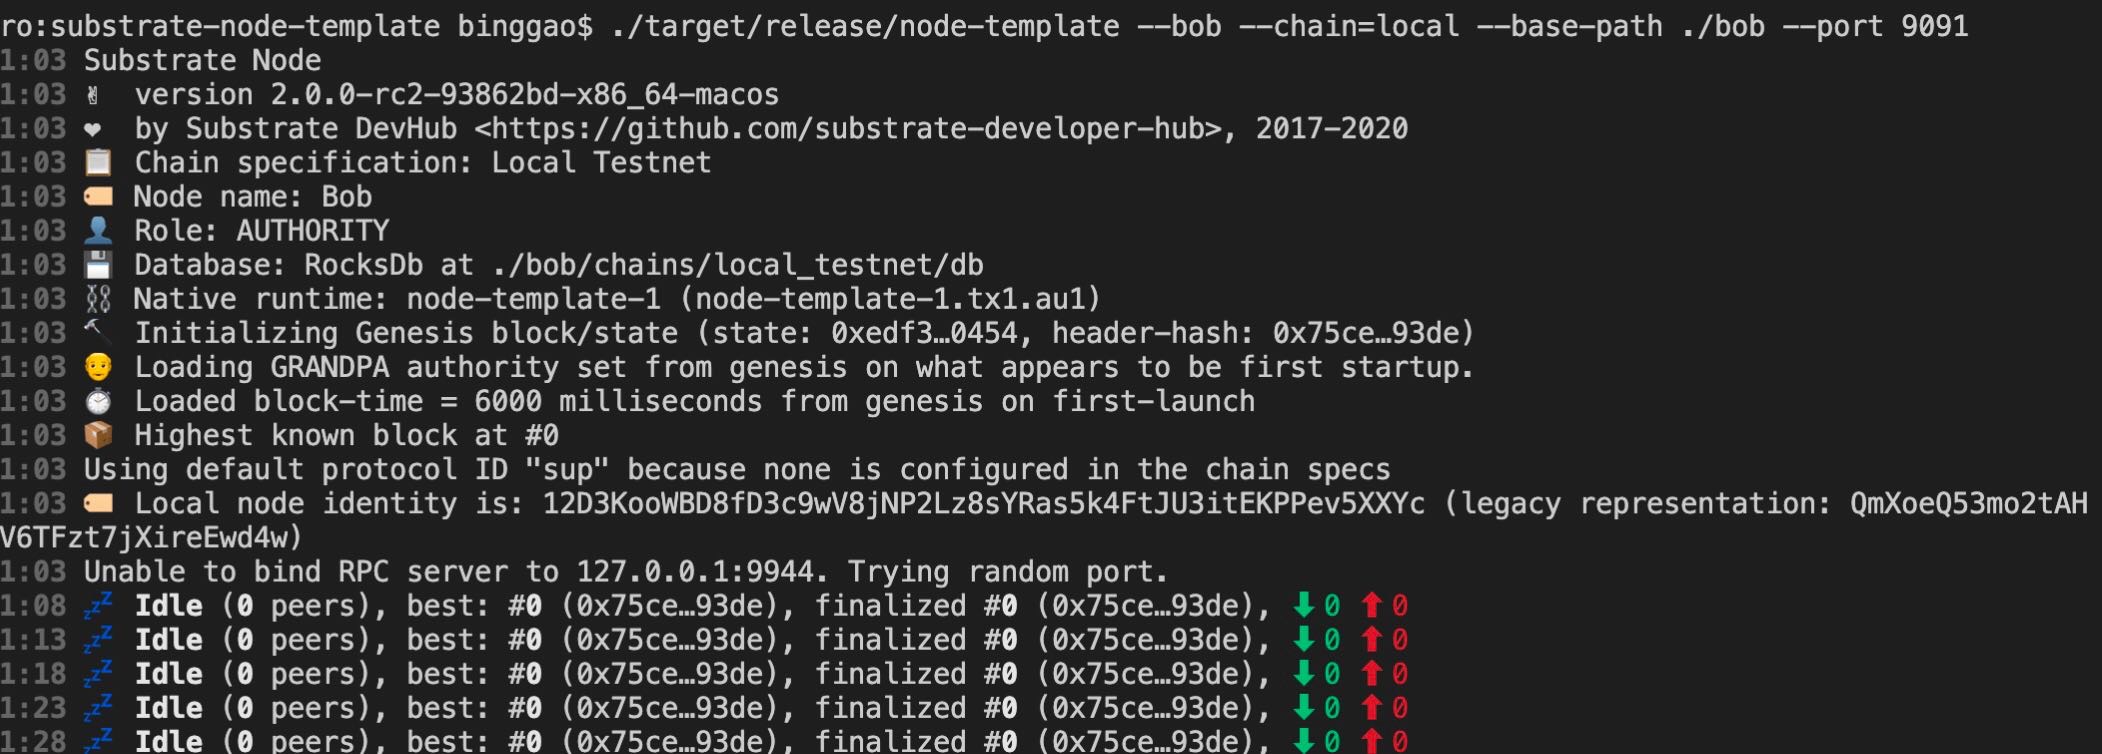 ro:substrate-node-template binggao$ ./target/release/node-template --bob --chain=local --base-path ./bob --port 9091
1:03 Substrate Node
1:03 ✌️ version 2.0.0-rc2-93862bd-x86_64-macos
1:03 ❤️ by Substrate DevHub <https://github.com/substrate-developer-hub>, 2017-2020
1:03 📋 Chain specification: Local Testnet
1:03 🏷 Node name: Bob
1:03 👤 Role: AUTHORITY
1:03 💾 Database: RocksDb at ./bob/chains/local_testnet/db
1:03 ⛓ Native runtime: node-template-1 (node-template-1.tx1.au1)
1:03 🔨 Initializing Genesis block/state (state: 0xedf3…0454, header-hash: 0x75ce…93de)
1:03 👴 Loading GRANDPA authority set from genesis on what appears to be first startup.
1:03 ⏱ Loaded block-time = 6000 milliseconds from genesis on first-launch
1:03 📦 Highest known block at #0
1:03 Using default protocol ID "sup" because none is configured in the chain specs
1:03 🏷 Local node identity is: 12D3KooWBD8fD3c9wV8jNP2Lz8sYRas5k4FtJU3itEKPPev5XXYc (legacy representation: QmXoeQ53mo2tAH
V6TFzt7jXireEwd4w)
1:03 Unable to bind RPC server to 127.0.0.1:9944. Trying random port.
1:08 💤 Idle (0 peers), best: #0 (0x75ce…93de), finalized #0 (0x75ce…93de), ⬇ 0 ⬆ 0
1:13 💤 Idle (0 peers), best: #0 (0x75ce…93de), finalized #0 (0x75ce…93de), ⬇ 0 ⬆ 0
1:18 💤 Idle (0 peers), best: #0 (0x75ce…93de), finalized #0 (0x75ce…93de), ⬇ 0 ⬆ 0
1:23 💤 Idle (0 peers), best: #0 (0x75ce…93de), finalized #0 (0x75ce…93de), ⬇ 0 ⬆ 0
1:28 💤 Idle (0 peers), best: #0 (0x75ce…93de), finalized #0 (0x75ce…93de), ⬇ 0 ⬆ 0